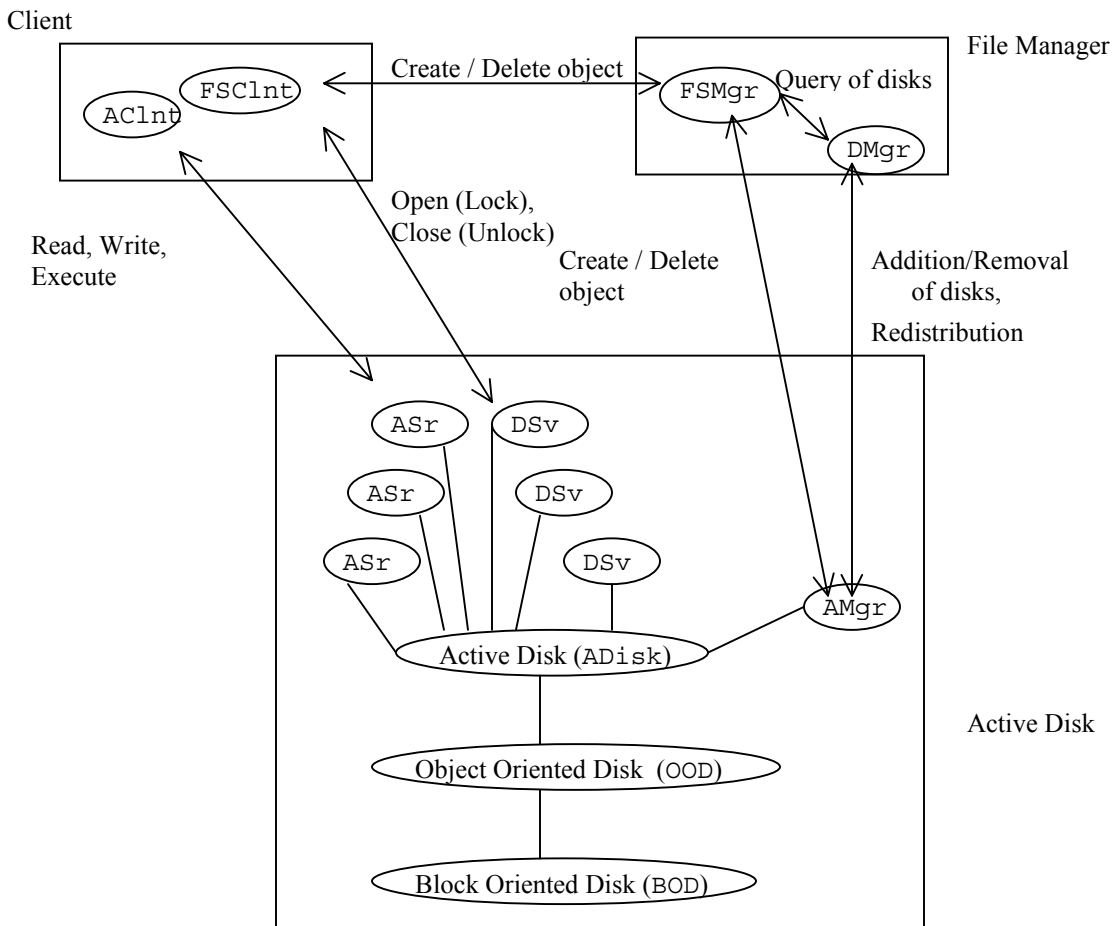 Client
File Manager
Create / Delete object
FSClnt
AClnt
FSMgr
Query of disks
DMgr
Open (Lock),
Close (Unlock)
Read, Write,
Execute
Create / Delete
object
Addition/Removal
of disks,
Redistribution
ASr
DSv
ASr
DSv
ASr
DSv
AMgr
Active Disk (ADisk)
Active Disk
Object Oriented Disk (OOD)
Block Oriented Disk (BOD)